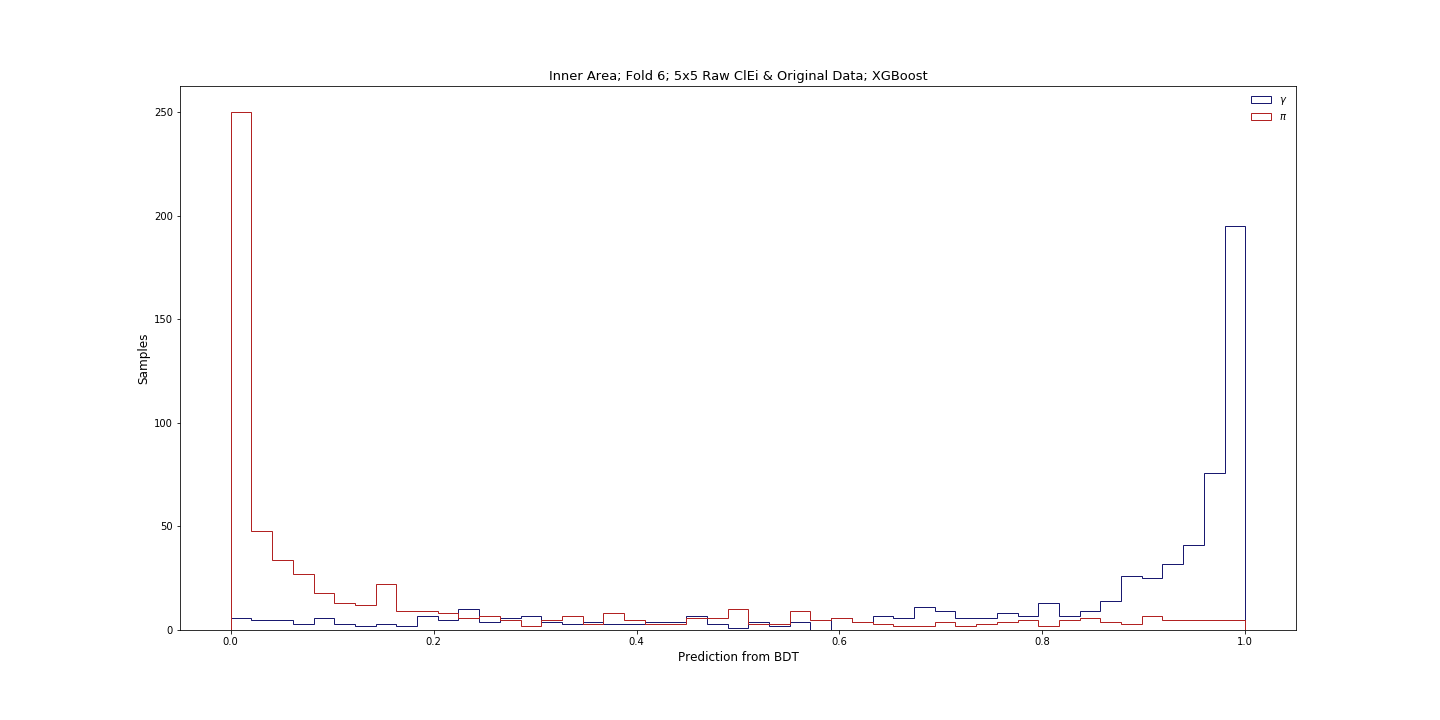 Inner Area; Fold 6; 5x5 Raw ClEi & Original Data; XGBoost
γ
π
250
200
150
100
50
0
Samples
0.0 0.2 0.4 0.6 0.8 1.0
Prediction from BDT